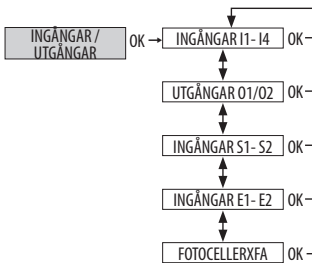 INGÅNGAR /
UTGÅNGAR
OK
INGÅNGAR I1- I4 OK
UTGÅNGAR O1/O2 OK
INGÅNGAR S1- S2 OK
INGÅNGAR E1- E2 OK
FOTOCELLERXFA OK